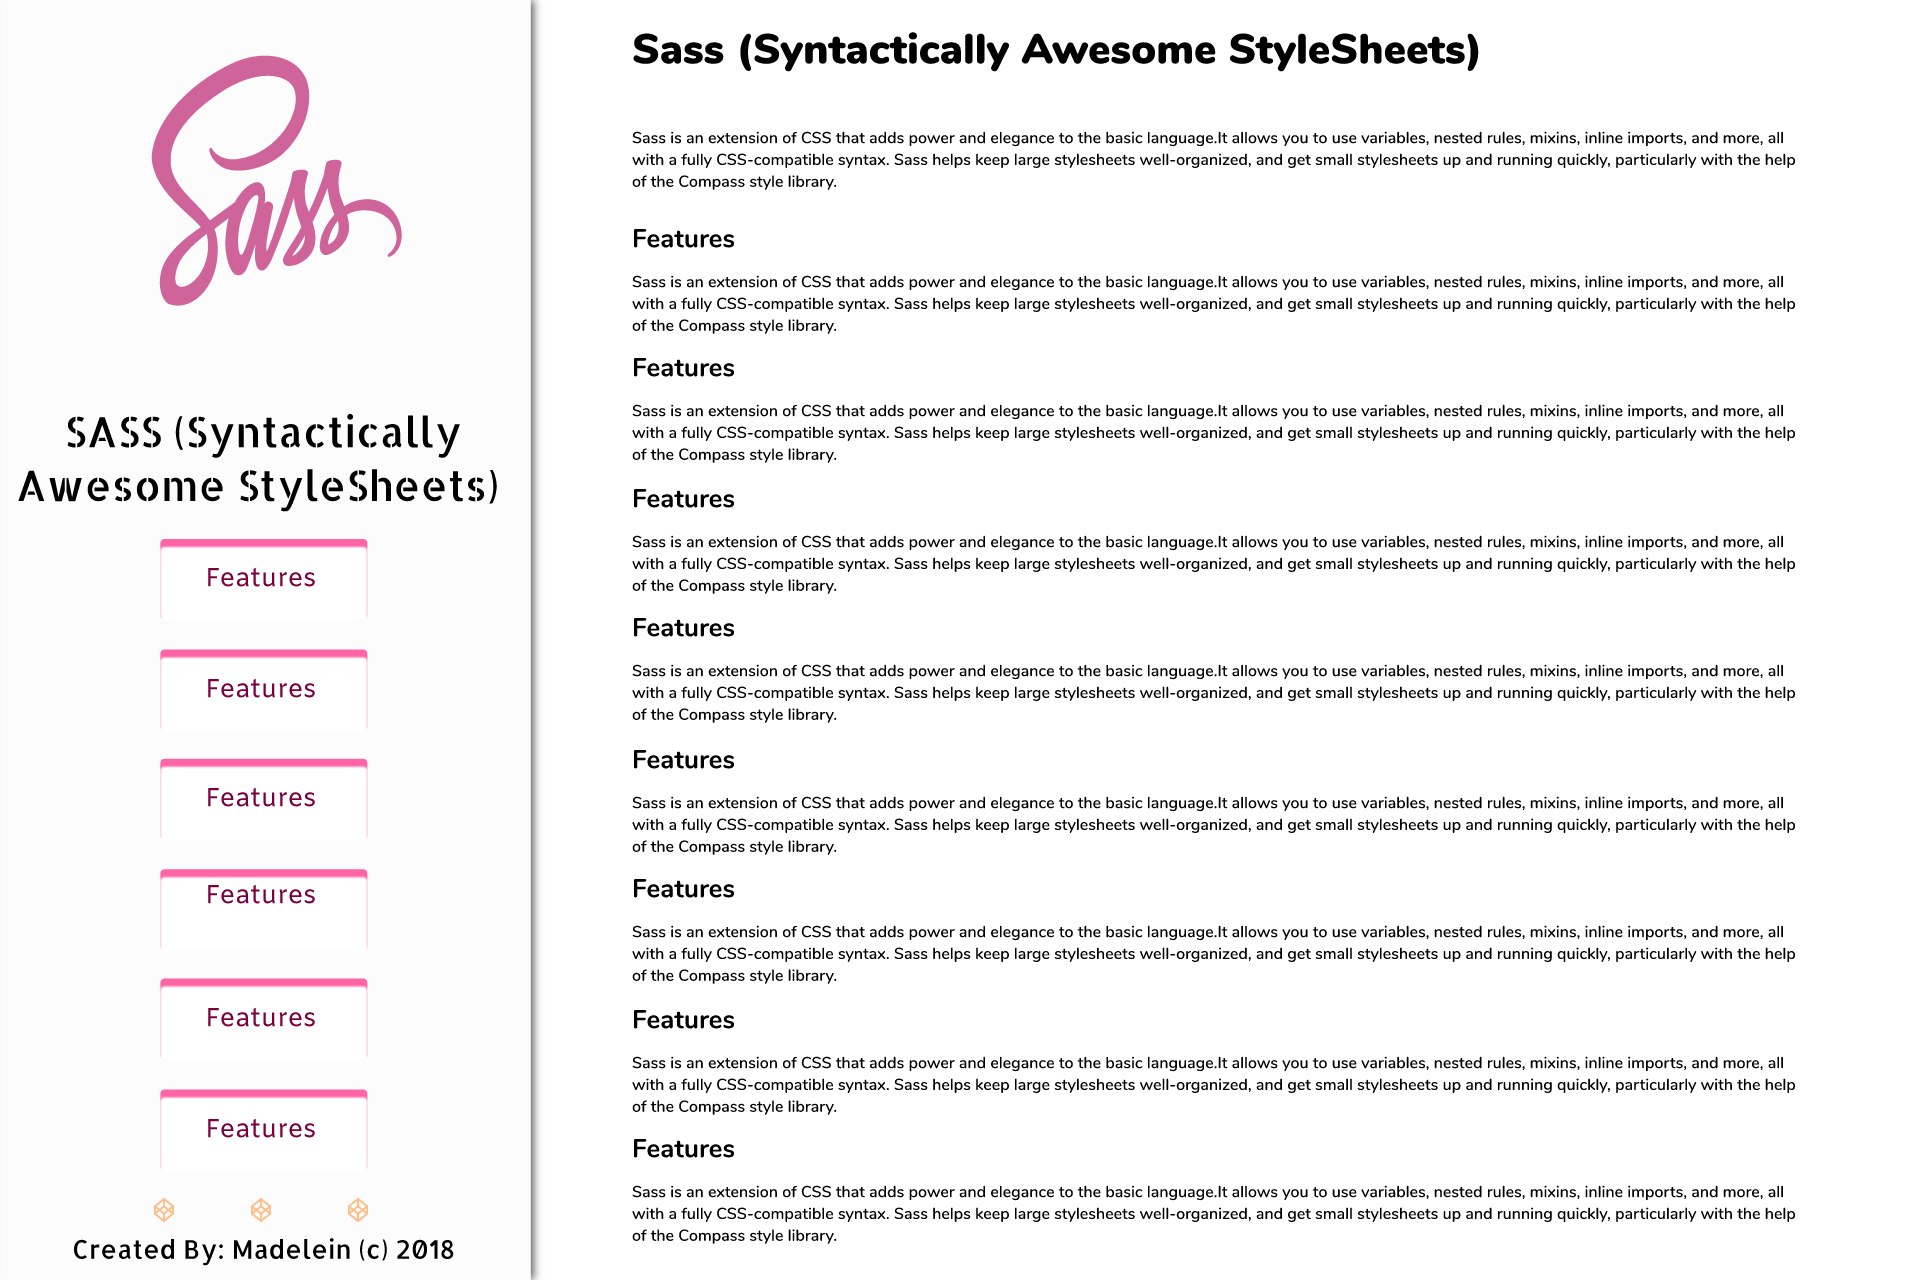 Sass
SASS (Syntactically
Awesome StyleSheets)
Features
Features
Features
Features
Features
Features
Created By: Madelein (c) 2018
Sass (Syntactically Awesome StyleSheets)
Sass is an extension of CSS that adds power and elegance to the basic language.It allows you to use variables, nested rules, mixins, inline imports, and more, all
with a fully CSS-compatible syntax. Sass helps keep large stylesheets well-organized, and get small stylesheets up and running quickly, particularly with the help
of the Compass style library.
Features
Sass is an extension of CSS that adds power and elegance to the basic language.It allows you to use variables, nested rules, mixins, inline imports, and more, all
with a fully CSS-compatible syntax. Sass helps keep large stylesheets well-organized, and get small stylesheets up and running quickly, particularly with the help
of the Compass style library.
Features
Sass is an extension of CSS that adds power and elegance to the basic language.It allows you to use variables, nested rules, mixins, inline imports, and more, all
with a fully CSS-compatible syntax. Sass helps keep large stylesheets well-organized, and get small stylesheets up and running quickly, particularly with the help
of the Compass style library.
Features
Sass is an extension of CSS that adds power and elegance to the basic language.It allows you to use variables, nested rules, mixins, inline imports, and more, all
with a fully CSS-compatible syntax. Sass helps keep large stylesheets well-organized, and get small stylesheets up and running quickly, particularly with the help
of the Compass style library.
Features
Sass is an extension of CSS that adds power and elegance to the basic language.It allows you to use variables, nested rules, mixins, inline imports, and more, all
with a fully CSS-compatible syntax. Sass helps keep large stylesheets well-organized, and get small stylesheets up and running quickly, particularly with the help
of the Compass style library.
Features
Sass is an extension of CSS that adds power and elegance to the basic language.It allows you to use variables, nested rules, mixins, inline imports, and more, all
with a fully CSS-compatible syntax. Sass helps keep large stylesheets well-organized, and get small stylesheets up and running quickly, particularly with the help
of the Compass style library.
Features
Sass is an extension of CSS that adds power and elegance to the basic language.It allows you to use variables, nested rules, mixins, inline imports, and more, all
with a fully CSS-compatible syntax. Sass helps keep large stylesheets well-organized, and get small stylesheets up and running quickly, particularly with the help
of the Compass style library.
Features
Sass is an extension of CSS that adds power and elegance to the basic language.It allows you to use variables, nested rules, mixins, inline imports, and more, all
with a fully CSS-compatible syntax. Sass helps keep large stylesheets well-organized, and get small stylesheets up and running quickly, particularly with the help
of the Compass style library.
Features
Sass is an extension of CSS that adds power and elegance to the basic language.It allows you to use variables, nested rules, mixins, inline imports, and more, all
with a fully CSS-compatible syntax. Sass helps keep large stylesheets well-organized, and get small stylesheets up and running quickly, particularly with the help
of the Compass style library.